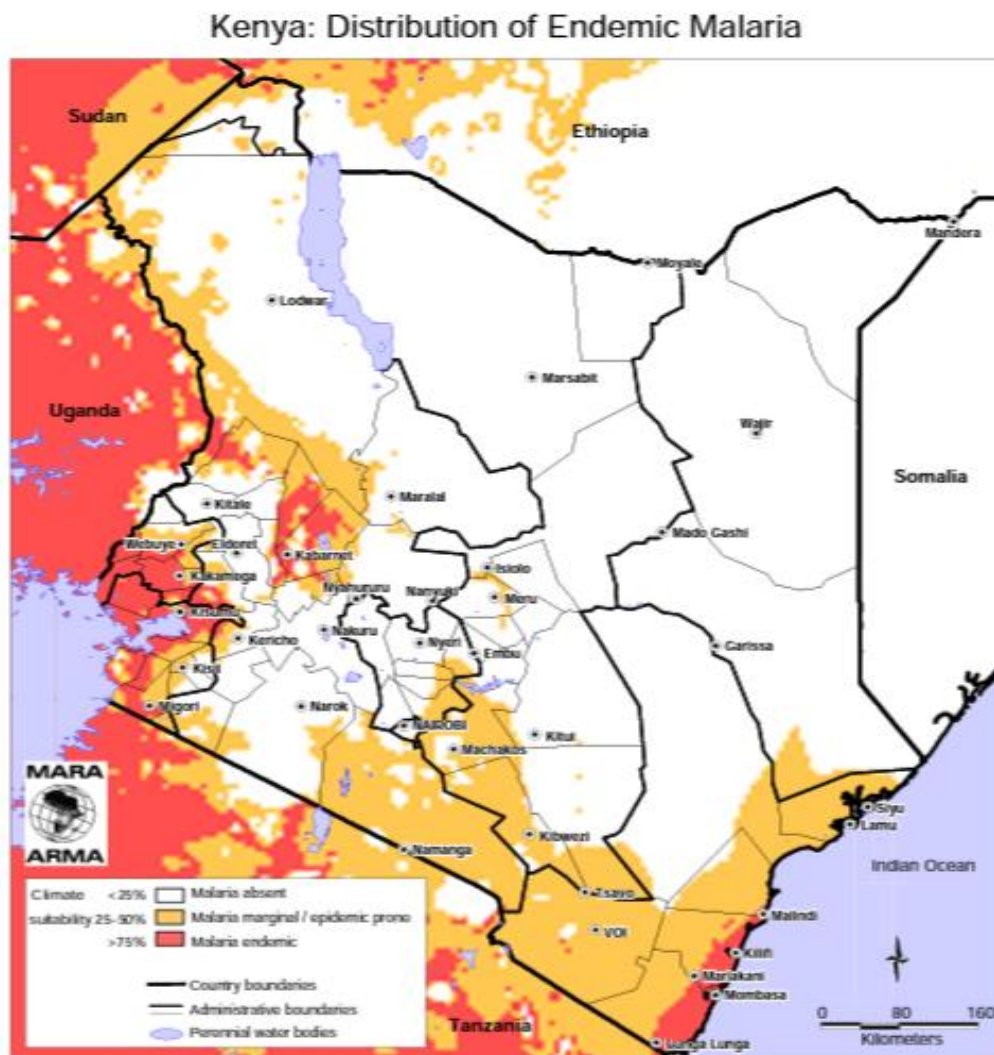 Kenya: Distribution of Endemic Malaria
Sudan
Ethiopia
Mandera
Moyale
Lodwar
Marsabit
Uganda
Wajir
Somalia
Kitale
Maralal
Mado Gashi
Webuye
Eldoret
Kabarnet
Isiolo
Kakamega
Nyahururu
Nanyuki
Meru
Kisumu
Kericho
Nakuru
Nyeri
Embu
Garissa
Kisii
Migori
Narok
NAIROBI
Machakos
Kitui
MARA
ARMA
Siyu
Lamu
Kibwezi
Namanga
Indian Ocean
Tsavo
Malindi
VOI
Kilifi
Mariakani
Mombasa
Lunga Lunga
Tanzania
Climate <25% Malaria absent
suitability 25-50% Malaria marginal / epidemic prone
>75% Malaria endemic
Country boundaries
Administrative boundaries
Perennial water bodies
0 80 160
Kilometers